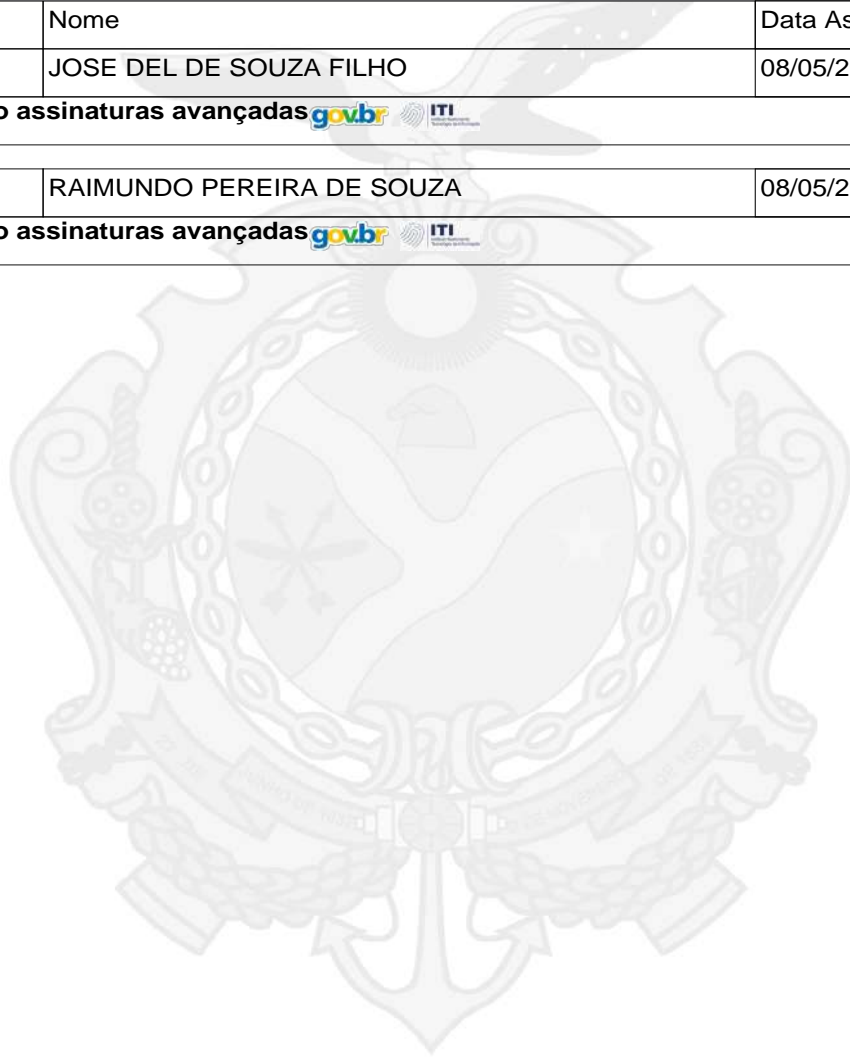 Nome Data As
JOSE DEL DE SOUZA FILHO 08/05/2
o assinaturas avançadas gov.br ITI
RAIMUNDO PEREIRA DE SOUZA 08/05/2
o assinaturas avançadas gov.br ITI